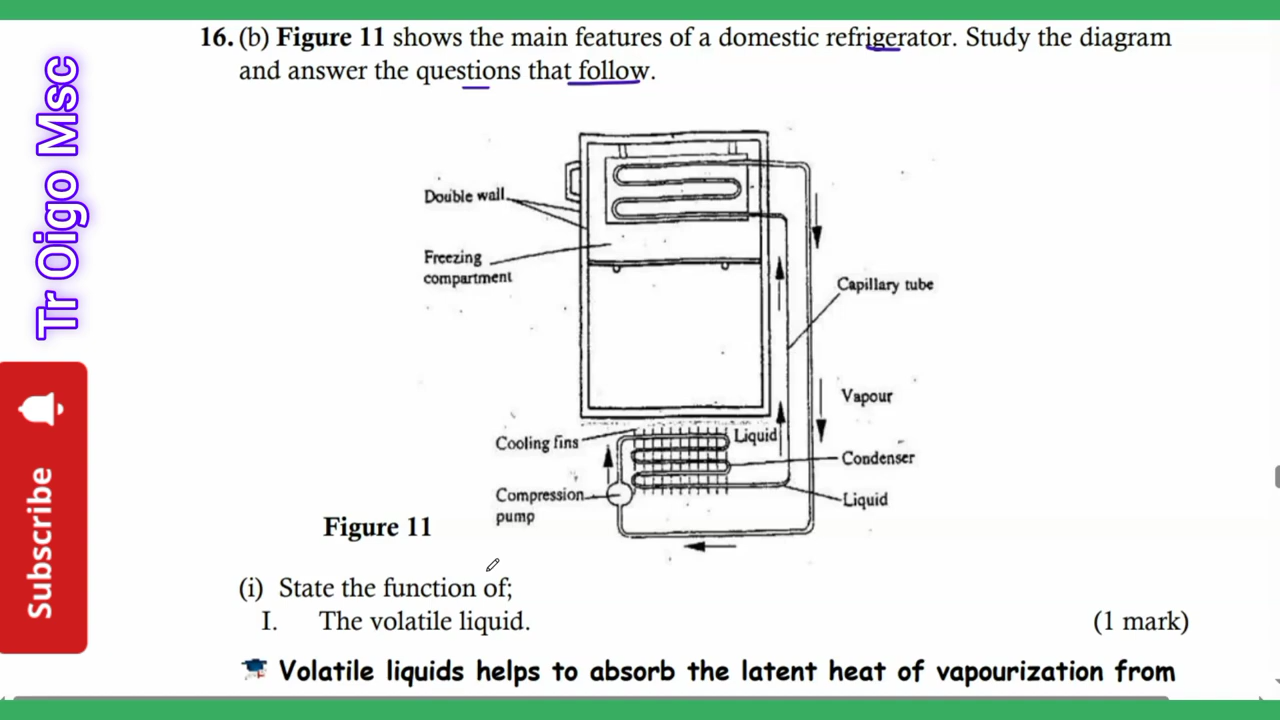 16. (b) Figure 11 shows the main features of a domestic refrigerator. Study the diagram
and answer the questions that follow.
Tr Oigo Msc
Subscribe
Double wall
Freezing
compartment
Capillary tube
Vapour
Cooling fins
Liquid
Condenser
Compression
pump
Liquid
Figure 11
(i) State the function of;
I. The volatile liquid. (1 mark)
Volatile liquids helps to absorb the latent heat of vapourization from